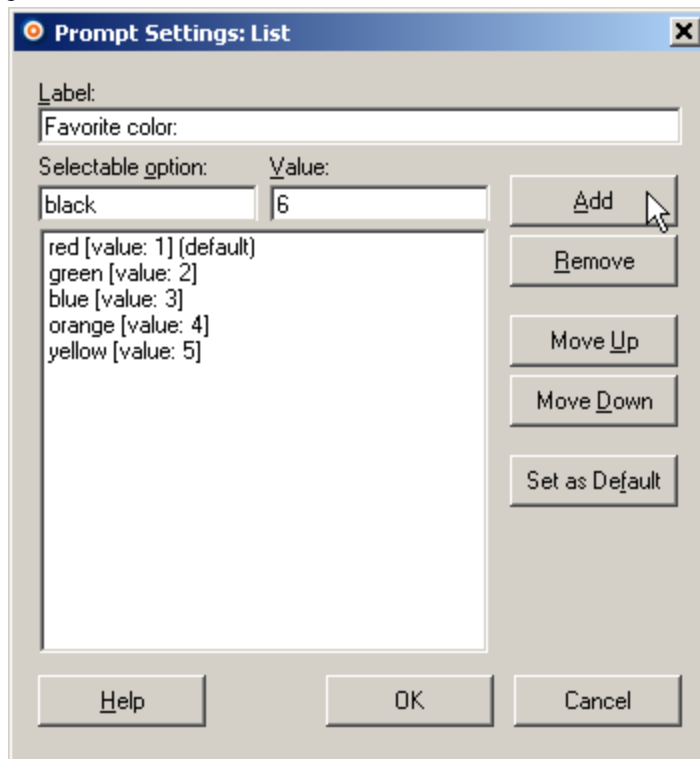 Prompt Settings: List
Label:
Favorite color:
Selectable option: Value:
black 6
Add
red [value: 1] (default)
green [value: 2]
blue [value: 3]
orange [value: 4]
yellow [value: 5]
Remove
Move Up
Move Down
Set as Default
Help OK Cancel